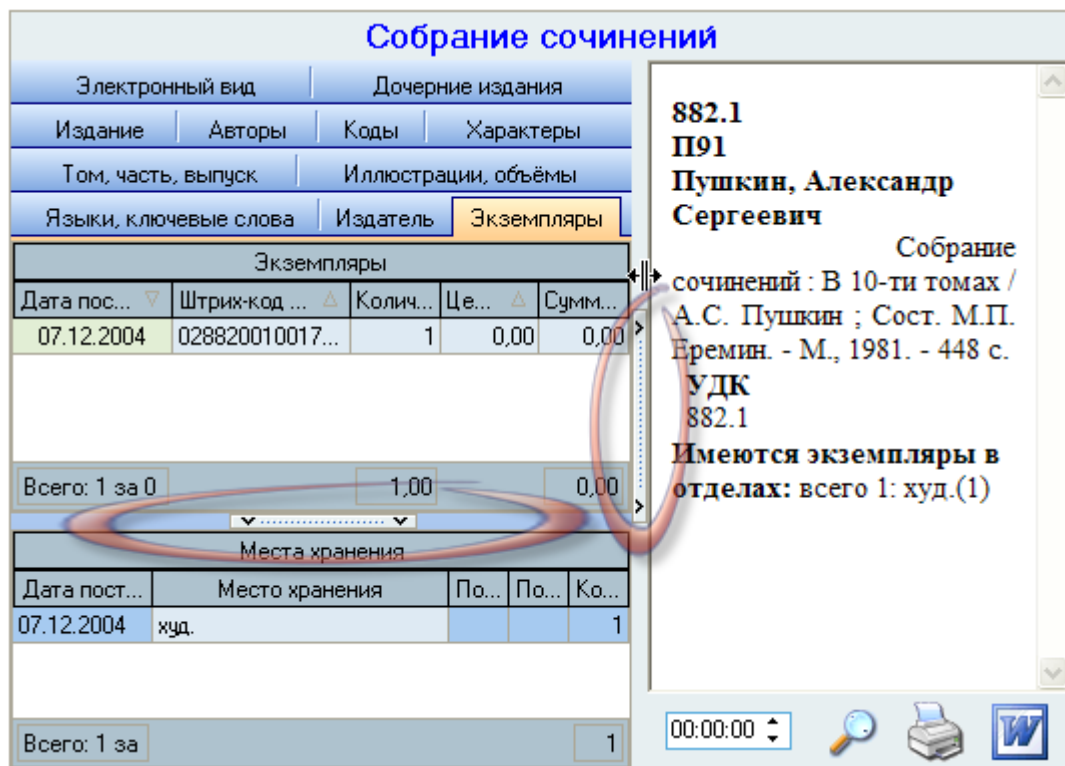 Собрание сочинений
Электронный вид Дочерние издания
Издание Авторы Коды Характеры
Том, часть, выпуск Иллюстрации, объёмы
Языки, ключевые слова Издатель Экземпляры
Экземпляры
Дата пос... Штрих-код ... Колич... Це... Сумм...
07.12.2004 028820010017... 1 0,00 0,00
Всего: 1 за 0 1,00 0,00
Места хранения
Дата пост... Место хранения По... По... Ко...
07.12.2004 худ. 1
Всего: 1 за 1
882.1
П91
Пушкин, Александр
Сергеевич
Собрание
сочинений : В 10-ти томах /
А.С. Пушкин ; Сост. М.П.
Еремин. - М., 1981. - 448 с.
УДК
882.1
Имеются экземпляры в
отделах: всего 1: худ.(1)
00:00:00
W